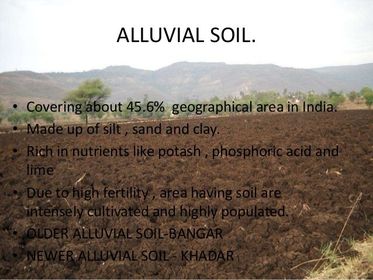 ALLUVIAL SOIL.
• Covering about 45.6% geographical area in India.
• Made up of silt , sand and clay.
• Rich in nutrients like potash , phosphoric acid and
lime
• Due to high fertility , area having soil are
intensely cultivated and highly populated.
• OLDER ALLUVIAL SOIL-BANGAR
• NEWER ALLUVIAL SOIL - KHADAR